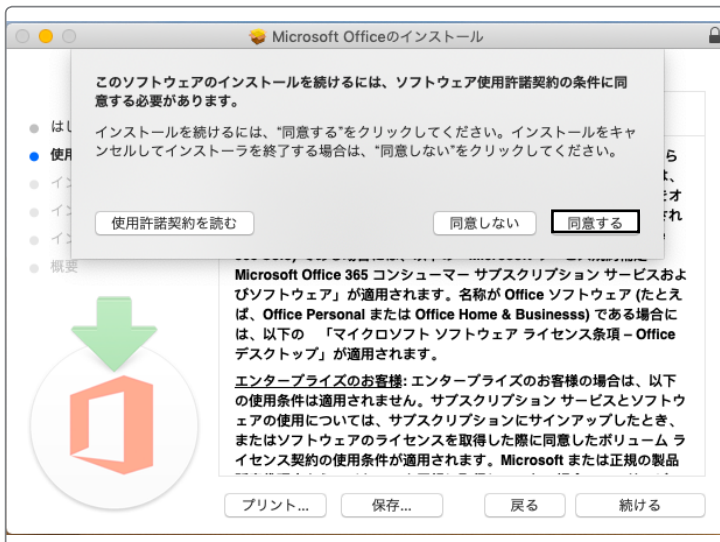 Microsoft Officeのインストール
このソフトウェアのインストールを続けるには、ソフトウェア使用許諾契約の条件に同
意する必要があります。
インストールを続けるには、“同意する”をクリックしてください。インストールをキャ
ンセルしてインストーラを終了する場合は、“同意しない”をクリックしてください。
使用許諾契約を読む
同意しない
同意する
はし
使用
イン
イン
イン
概要
ら
は、
をオ
され
Microsoft Office 365 コンシューマー サブスクリプション サービスおよ
びソフトウェア」が適用されます。名称が Office ソフトウェア (たとえ
ば、Office Personal または Office Home & Businesss) である場合に
は、以下の 「マイクロソフト ソフトウェア ライセンス条項 – Office
デスクトップ」が適用されます。
エンタープライズのお客様: エンタープライズのお客様の場合は、以下
の使用条件は適用されません。サブスクリプション サービスとソフトウ
ェアの使用については、サブスクリプションにサインアップしたとき、
またはソフトウェアのライセンスを取得した際に同意したボリューム ラ
イセンス契約の使用条件が適用されます。Microsoft または正規の製品
プリント...
保存...
戻る
続ける